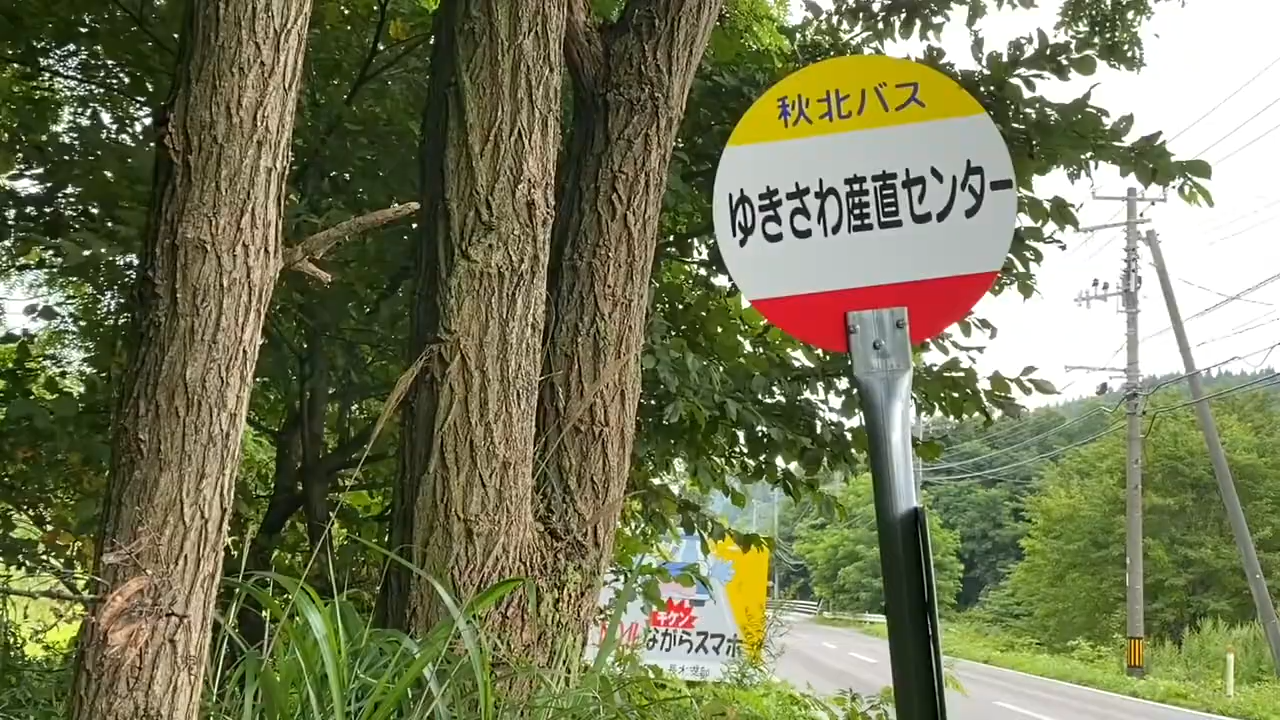 秋北バス
ゆきさわ産直センター
キケン
ながらスマホ